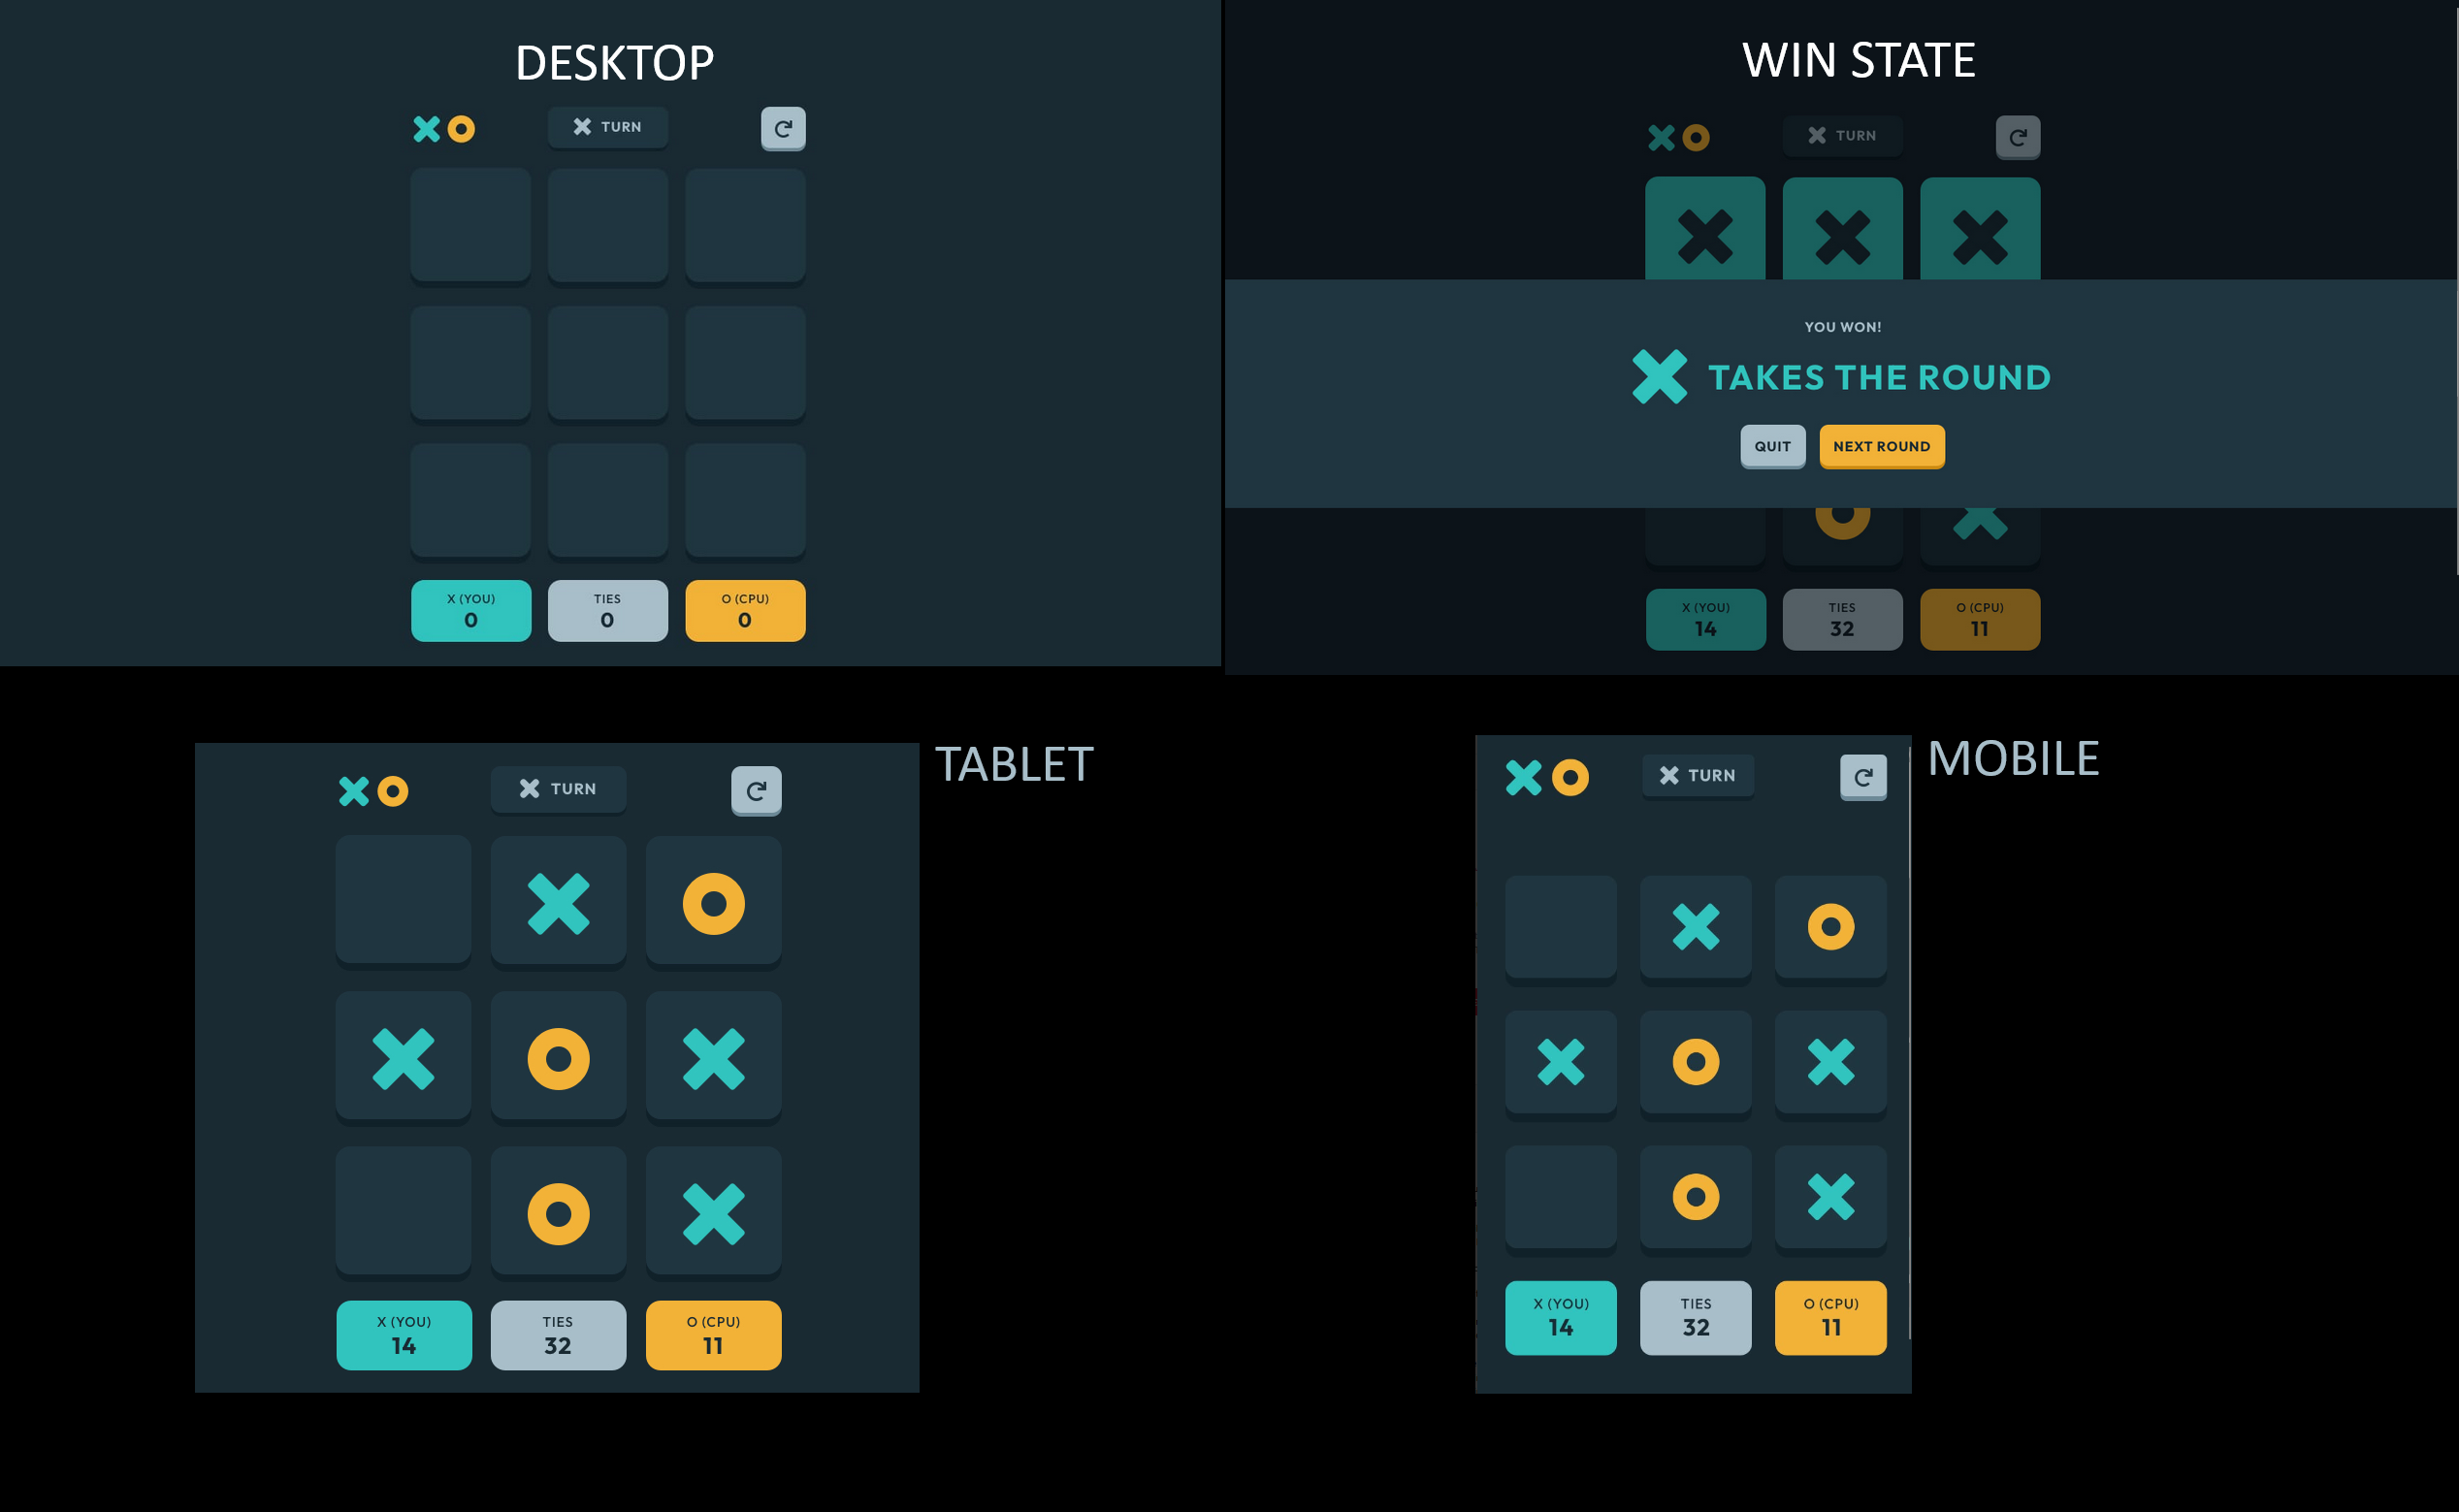 DESKTOP
TURN
X (YOU)
0
TIES
0
O (CPU)
0
WIN STATE
TURN
YOU WON!
TAKES THE ROUND
QUIT
NEXT ROUND
X (YOU)
14
TIES
32
O (CPU)
11
TABLET
TURN
X (YOU)
14
TIES
32
O (CPU)
11
MOBILE
TURN
X (YOU)
14
TIES
32
O (CPU)
11